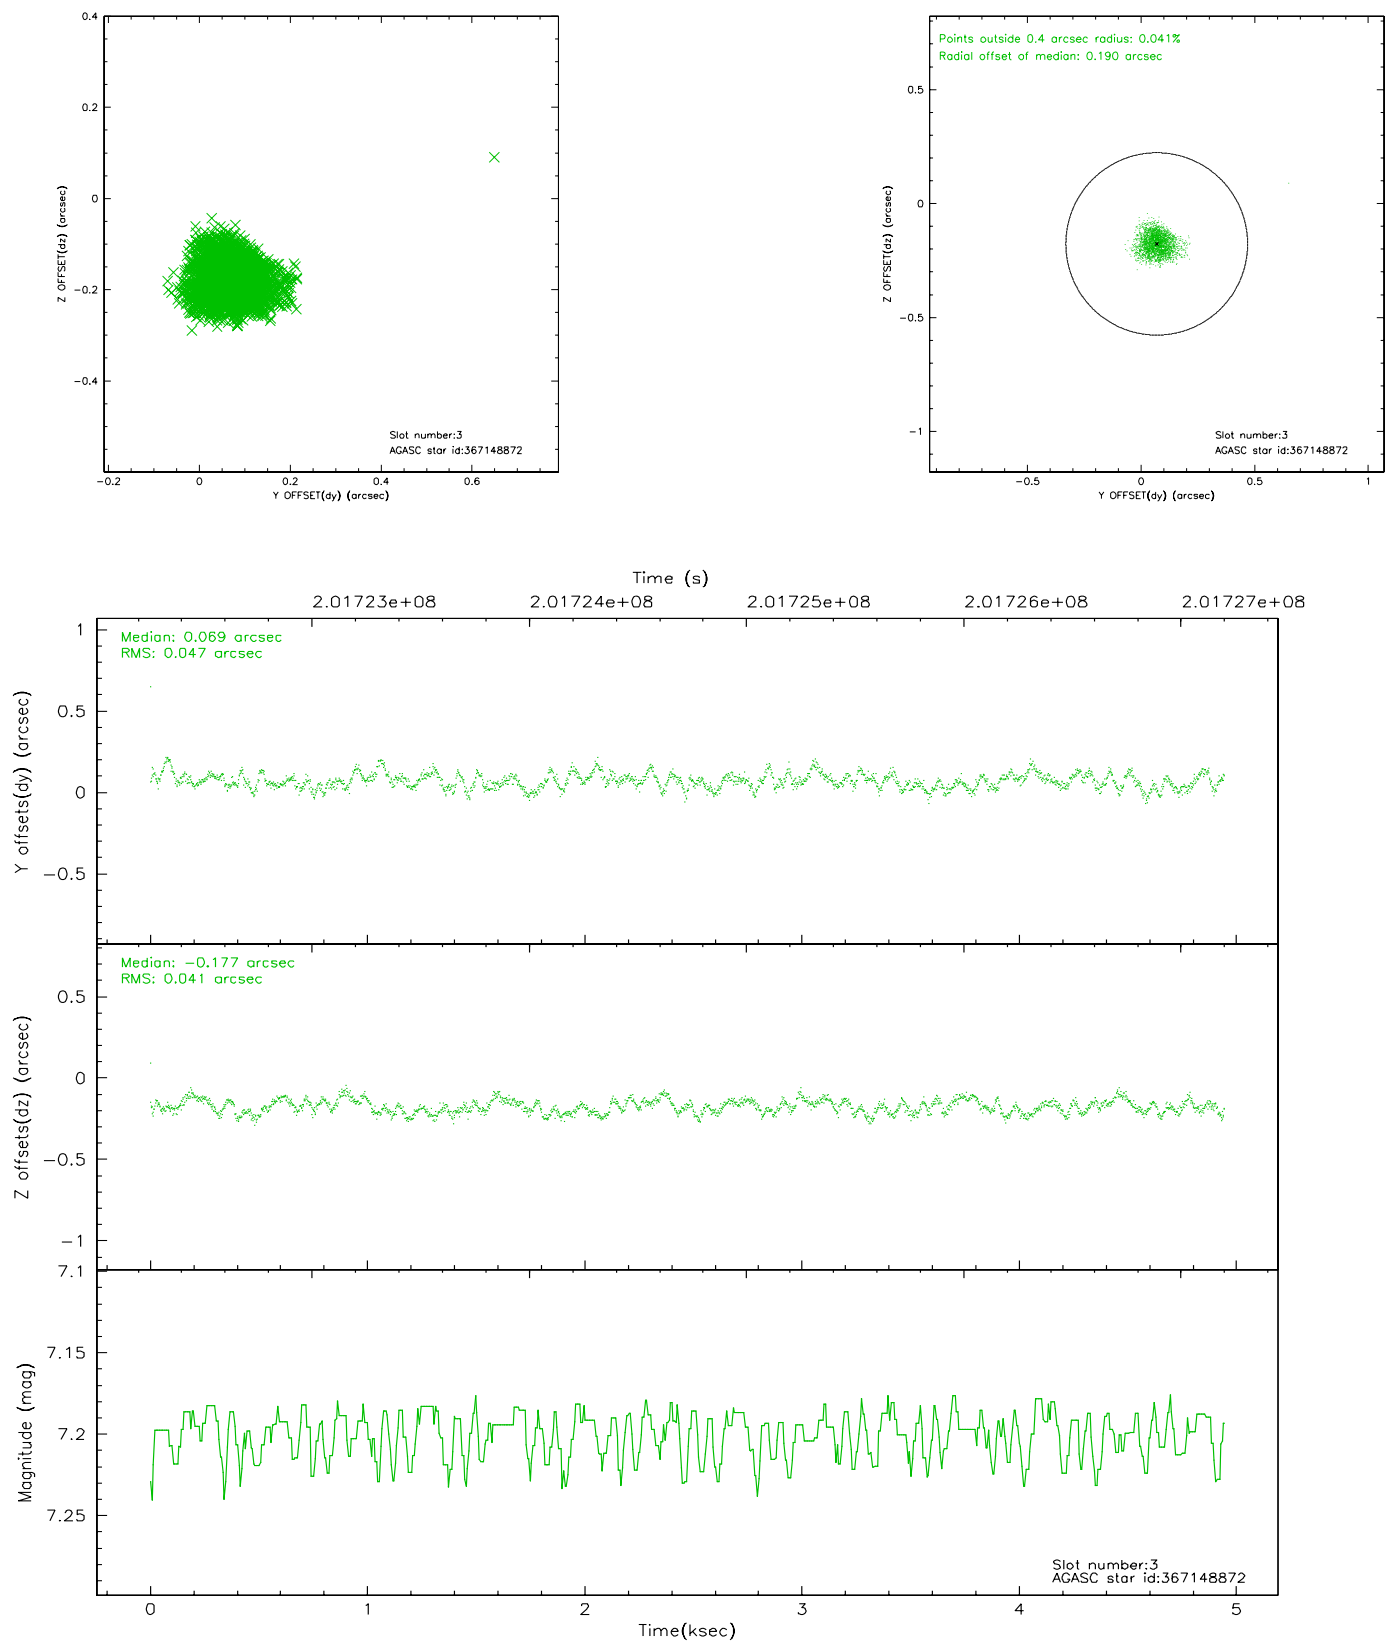 0.4
0.2
0
−0.2
−0.4
Z OFFSET(dz) (arcsec)
Slot number:3
AGASC star id:367148872
−0.2 0 0.2 0.4 0.6
Y OFFSET(dy) (arcsec)
Points outside 0.4 arcsec radius: 0.041%
Radial offset of median: 0.190 arcsec
0.5
0
−0.5
−1
Z OFFSET(dz) (arcsec)
Slot number:3
AGASC star id:367148872
−0.5 0 0.5 1
Y OFFSET(dy) (arcsec)
Time (s)
2.01723e+08 2.01724e+08 2.01725e+08 2.01726e+08 2.01727e+08
Median: 0.069 arcsec
RMS: 0.047 arcsec
1
0.5
0
−0.5
Y offsets(dy) (arcsec)
Median: −0.177 arcsec
RMS: 0.041 arcsec
0.5
0
−0.5
−1
Z offsets(dz) (arcsec)
7.1
7.15
7.2
7.25
Magnitude (mag)
Slot number:3
AGASC star id:367148872
0 1 2 3 4 5
Time(ksec)